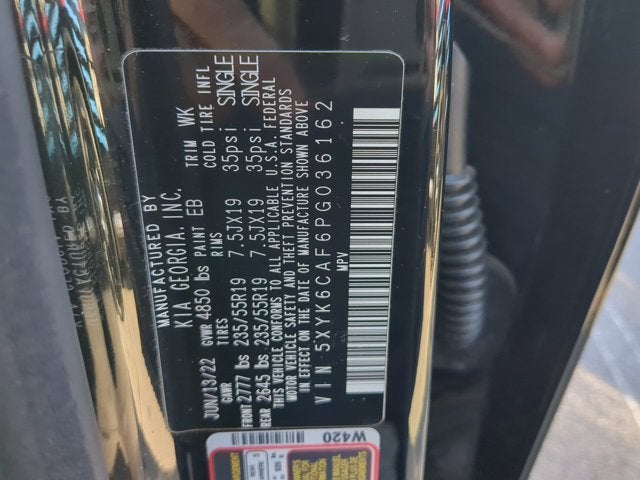 MANUFACTURED BY
KIA GEORGIA. INC.
JUN/13/22 GVWR 4850 lbs PAINT EB TRIM WK
GAWR TIRES RIMS COLD TIRE INFL
FRONT 2777 lbs 235/55R19 7.5JX19 35psi SINGLE
REAR 2645 lbs 235/55R19 7.5JX19 35psi SINGLE
THIS VEHICLE CONFORMS TO ALL APPLICABLE U.S.A. FEDERAL
MOTOR VEHICLE SAFETY AND THEFT PREVENTION STANDARDS
IN EFFECT ON THE DATE OF MANUFACTURE SHOWN ABOVE
VIN 5XYK6CAF6PG036162
MPV
W420